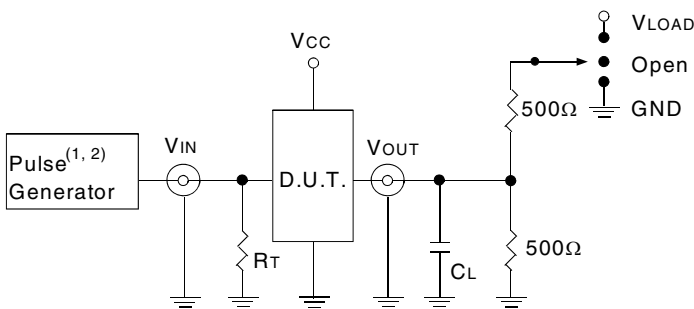 VLOAD
VCC
Open
500Ω
GND
VIN
VOUT
Pulse(1, 2)
Generator
D.U.T.
RT
CL
500Ω